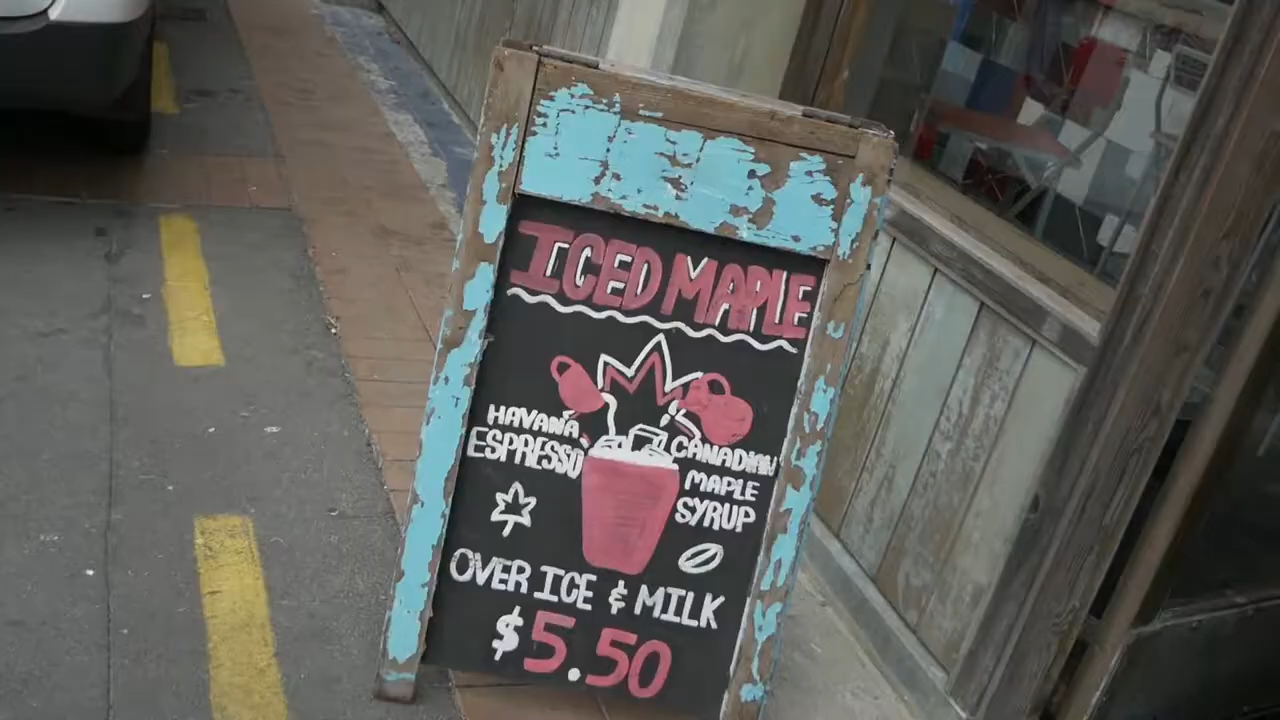 ICED MAPLE
HAVANA
ESPRESSO
CANADIAN
MAPLE
SYRUP
OVER ICE & MILK
$5.50